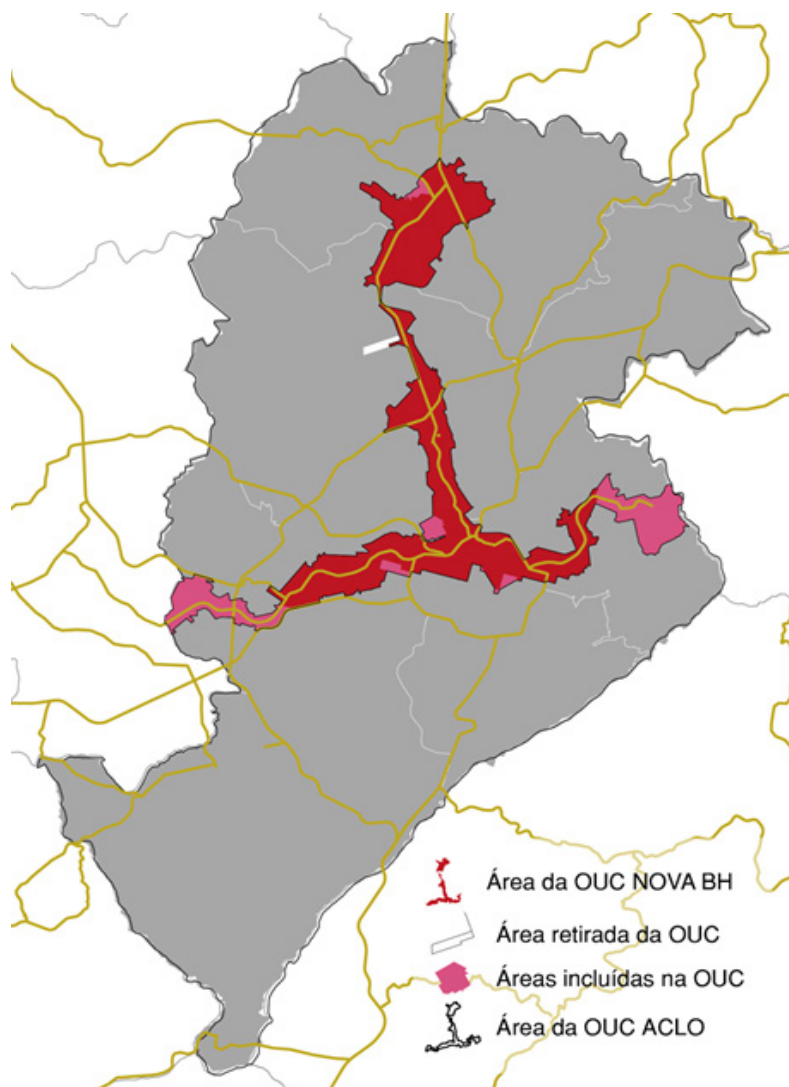 Área da OUC NOVA BH
Área retirada da OUC
Áreas incluídas na OUC
Área da OUC ACLO